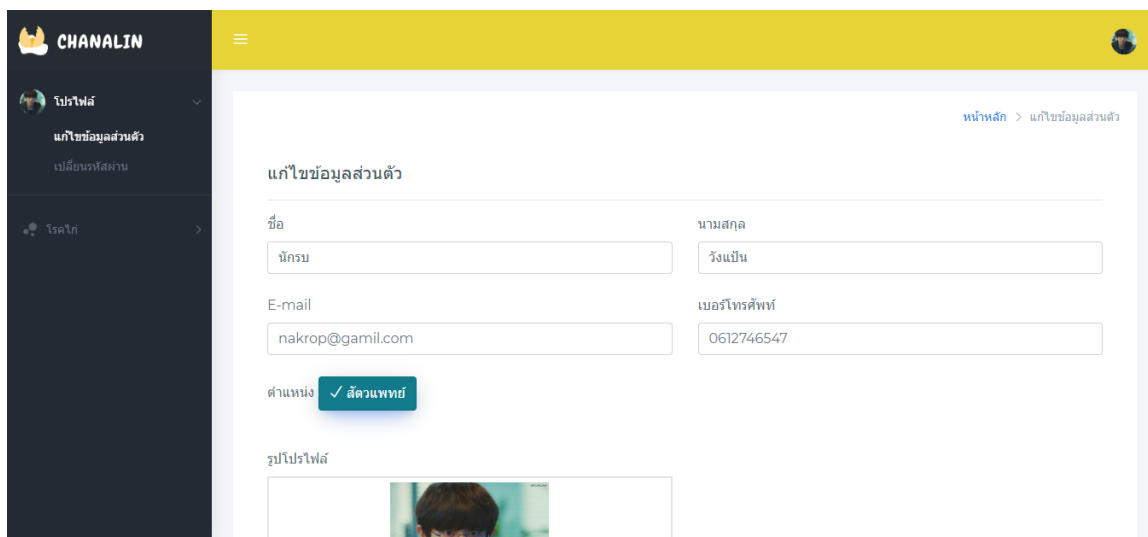 CHANALIN
โปรไฟล์
แก้ไขข้อมูลส่วนตัว
เปลี่ยนรหัสผ่าน
โรคไก่
หน้าหลัก > แก้ไขข้อมูลส่วนตัว
แก้ไขข้อมูลส่วนตัว
ชื่อ นามสกุล
นักรบ วังแป้น
E-mail เบอร์โทรศัพท์
nakrop@gamil.com 0612746547
ตำแหน่ง ✓ สัตวแพทย์
รูปโปรไฟล์